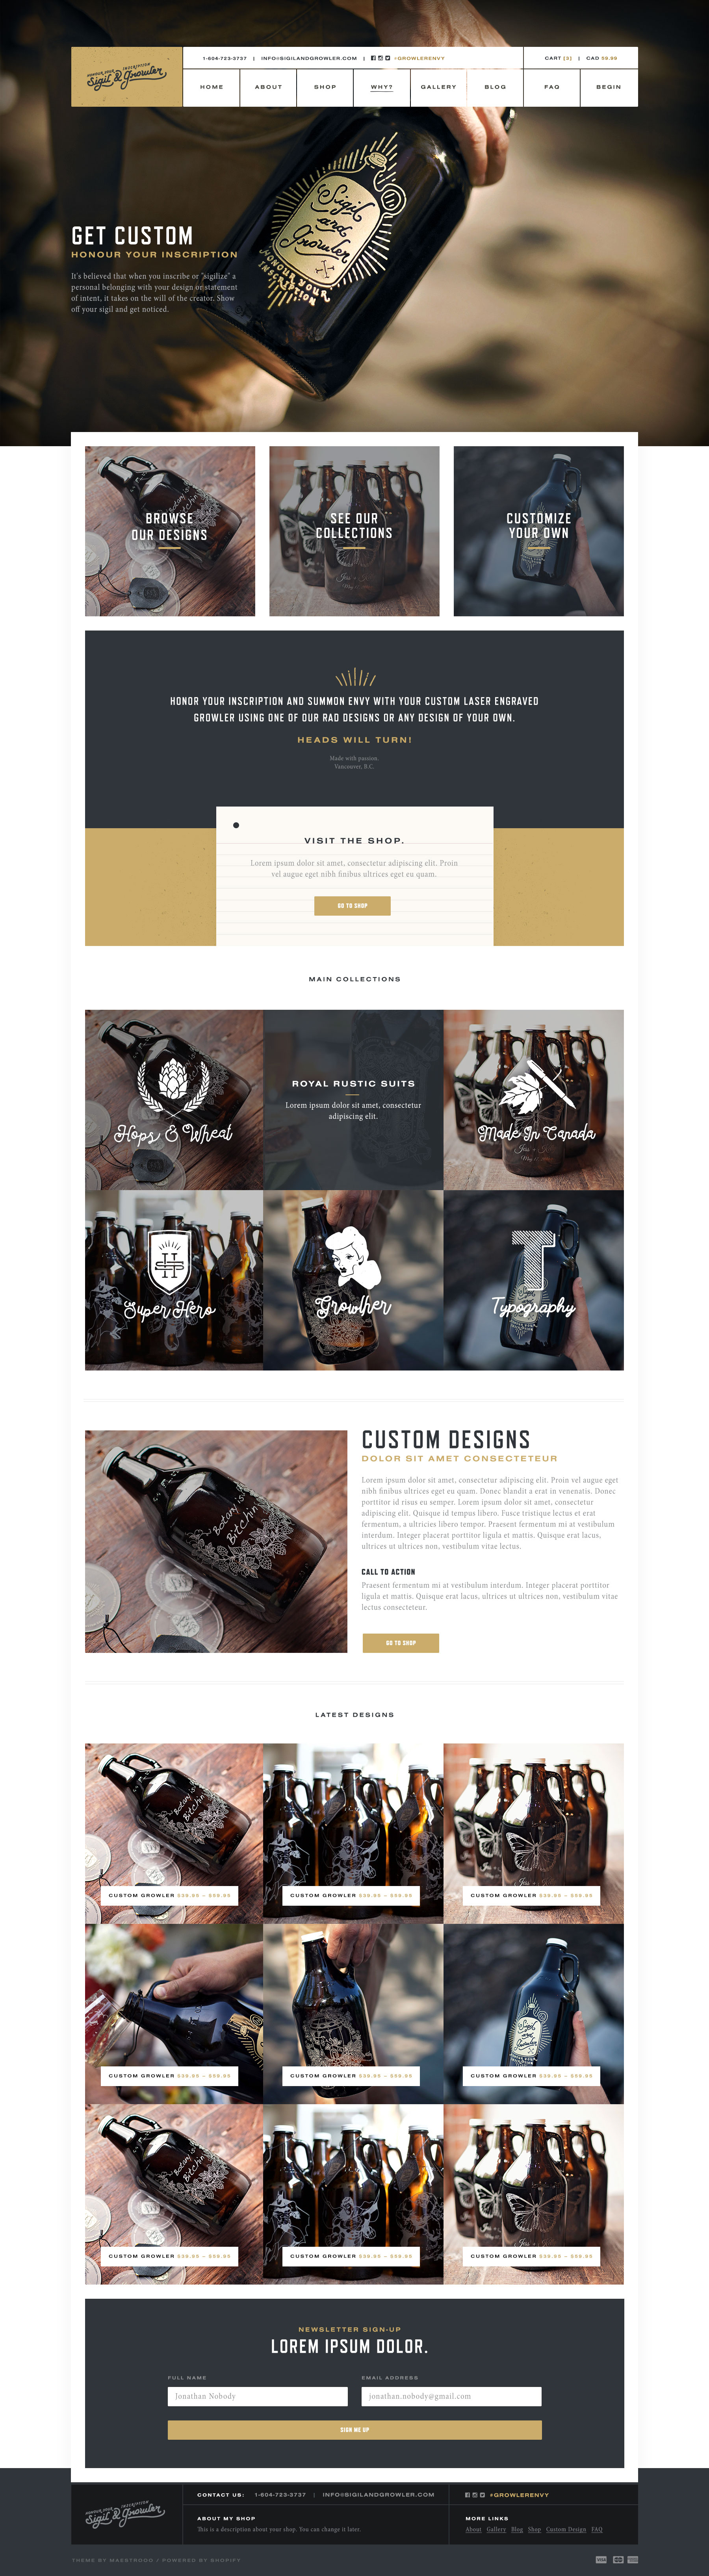 HONOUR YOUR INSCRIPTION
Sigil & Growler
1-604-723-3737 | INFO@SIGILANDGROWLER.COM | #GROWLERENVY
CART (3) | CAD 59.99
HOME ABOUT SHOP WHY? GALLERY BLOG FAQ BEGIN
Sigil
and
Growler
HONOUR YOUR
INSCRIPTION
GET CUSTOM
HONOUR YOUR INSCRIPTION
It's believed that when you inscribe or "sigilize" a
personal belonging with your design or statement
of intent, it takes on the will of the creator. Show
off your sigil and get noticed.
BROWSE
OUR DESIGNS
SEE OUR
COLLECTIONS
CUSTOMIZE
YOUR OWN
HONOR YOUR INSCRIPTION AND SUMMON ENVY WITH YOUR CUSTOM LASER ENGRAVED
GROWLER USING ONE OF OUR RAD DESIGNS OR ANY DESIGN OF YOUR OWN.
HEADS WILL TURN!
Made with passion.
Vancouver, B.C.
VISIT THE SHOP.
Lorem ipsum dolor sit amet, consectetur adipiscing elit. Proin
vel augue eget nibh finibus ultrices eget eu quam.
GO TO SHOP
MAIN COLLECTIONS
Hops & Wheat
ROYAL RUSTIC SUITS
Lorem ipsum dolor sit amet, consectetur
adipiscing elit.
Made In Canada
Super Hero
Growlher
Typography
CUSTOM DESIGNS
DOLOR SIT AMET CONSECTETEUR
Lorem ipsum dolor sit amet, consectetur adipiscing elit. Proin vel augue eget
nibh finibus ultrices eget eu quam. Donec blandit a erat in venenatis. Donec
porttitor id risus eu semper. Lorem ipsum dolor sit amet, consectetur
adipiscing elit. Quisque id tempus libero. Fusce tristique lectus et erat
fermentum, a ultricies libero tempor. Praesent fermentum mi at vestibulum
interdum. Integer placerat porttitor ligula et mattis. Quisque erat lacus,
ultrices ut ultrices non, vestibulum vitae lectus.
CALL TO ACTION
Praesent fermentum mi at vestibulum interdum. Integer placerat porttitor
ligula et mattis. Quisque erat lacus, ultrices ut ultrices non, vestibulum vitae
lectus consecteteur.
GO TO SHOP
LATEST DESIGNS
CUSTOM GROWLER $39.95 – $59.95
CUSTOM GROWLER $39.95 – $59.95
CUSTOM GROWLER $39.95 – $59.95
CUSTOM GROWLER $39.95 – $59.95
CUSTOM GROWLER $39.95 – $59.95
CUSTOM GROWLER $39.95 – $59.95
CUSTOM GROWLER $39.95 – $59.95
CUSTOM GROWLER $39.95 – $59.95
CUSTOM GROWLER $39.95 – $59.95
NEWSLETTER SIGN-UP
LOREM IPSUM DOLOR.
FULL NAME
EMAIL ADDRESS
Jonathan Nobody
jonathan.nobody@gmail.com
SIGN ME UP
HONOUR YOUR INSCRIPTION
Sigil & Growler
CONTACT US: 1-604-723-3737 | INFO@SIGILANDGROWLER.COM
#GROWLERENVY
ABOUT MY SHOP
This is a description about your shop. You can change it later.
MORE LINKS
About Gallery Blog Shop Custom Design FAQ
THEME BY MAESTROOO / POWERED BY SHOPIFY